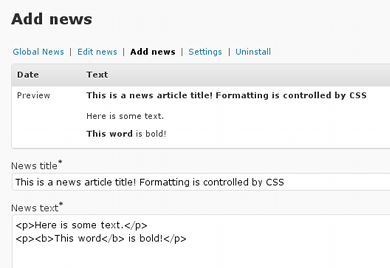 Add news
Global News | Edit news | Add news | Settings | Uninstall
Date Text
Preview This is a news article title! Formatting is controlled by CSS
Here is some text.
This word is bold!
News title*
This is a news article title! Formatting is controlled by CSS
News text*
<p>Here is some text.</p>
<p><b>This word</b> is bold!</p>